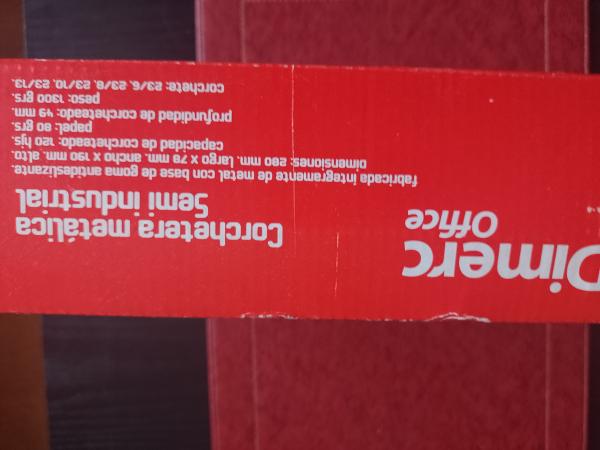 Dimerc
Office
Corchetera metálica
Semi industrial
fabricada integramente de metal con base de goma antideslizante.
dimensiones: 280 mm. largo x 78 mm. ancho x 190 mm. alto.
capacidad de corcheteado: 120 hjs.
papel: 80 grs.
profundidad de corcheteado: 49 mm.
peso: 1300 grs.
corchete: 23/6, 23/8, 23/10, 23/13.